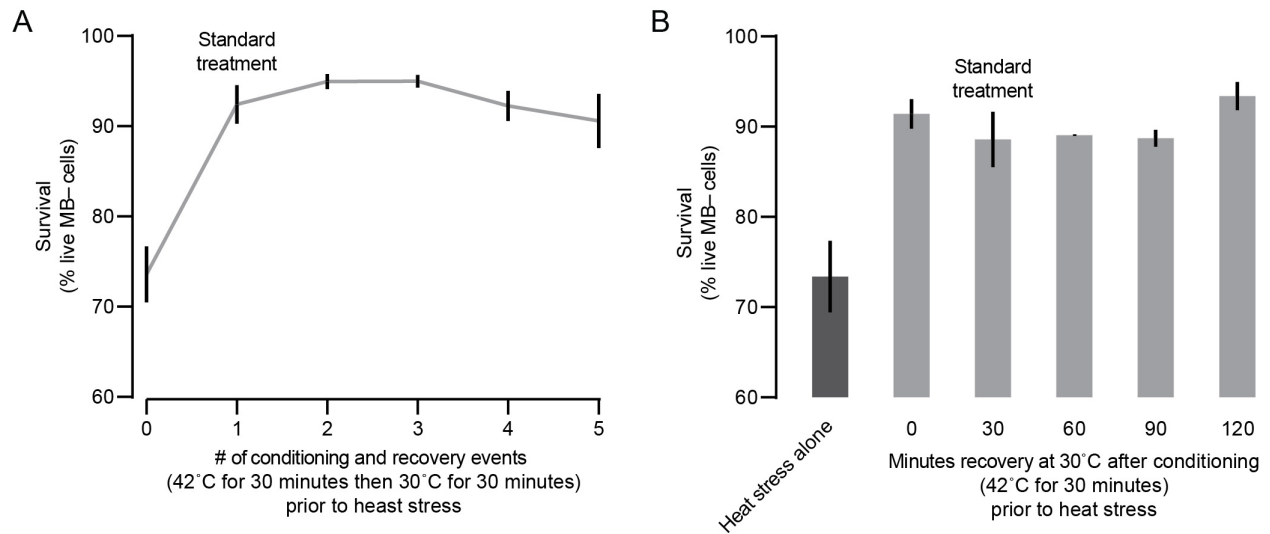 A
100
90
80
70
60
Survival
(% live MB– cells)
Standard
treatment
0 1 2 3 4 5
# of conditioning and recovery events
(42˚C for 30 minutes then 30˚C for 30 minutes)
prior to heast stress
B
100
90
80
70
60
Survival
(% live MB– cells)
Standard
treatment
Heat stress alone
0 30 60 90 120
Minutes recovery at 30˚C after conditioning
(42˚C for 30 minutes)
prior to heat stress